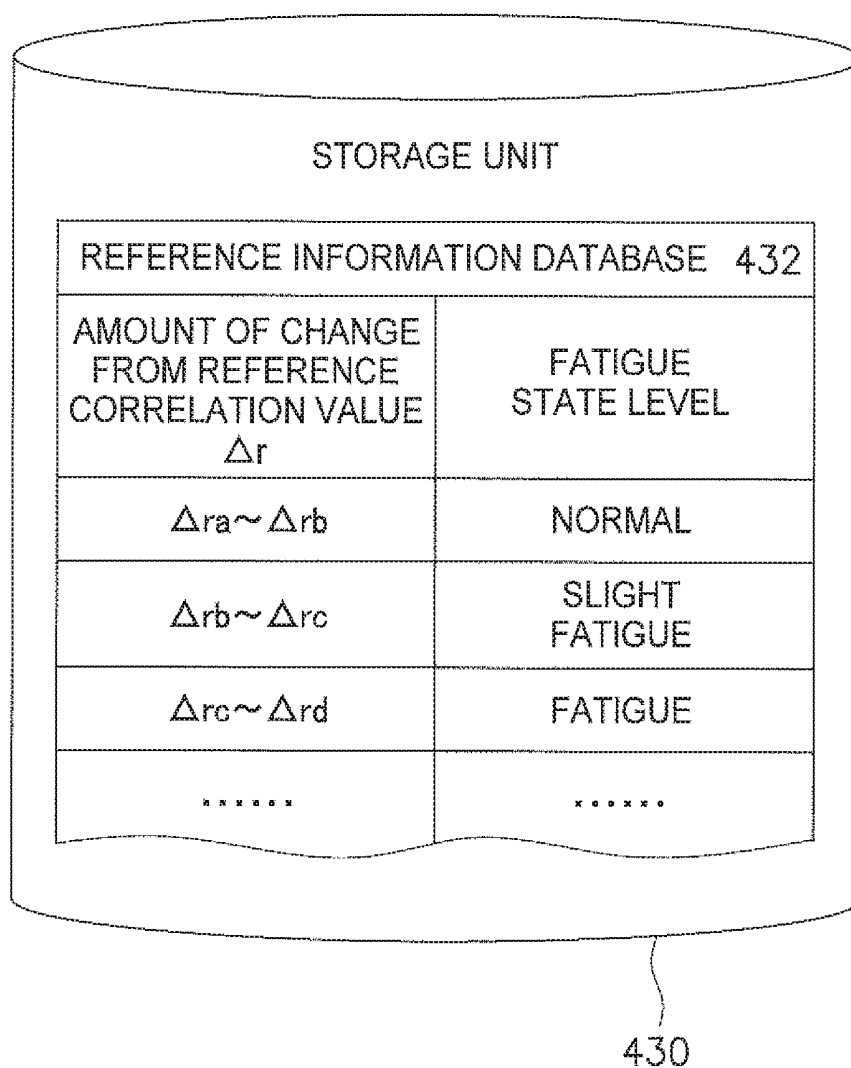 STORAGE UNIT
REFERENCE INFORMATION DATABASE 432
AMOUNT OF CHANGE
FROM REFERENCE
CORRELATION VALUE
Δr
FATIGUE
STATE LEVEL
Δra~Δrb
NORMAL
Δrb~Δrc
SLIGHT
FATIGUE
Δrc~Δrd
FATIGUE
...... ......
430